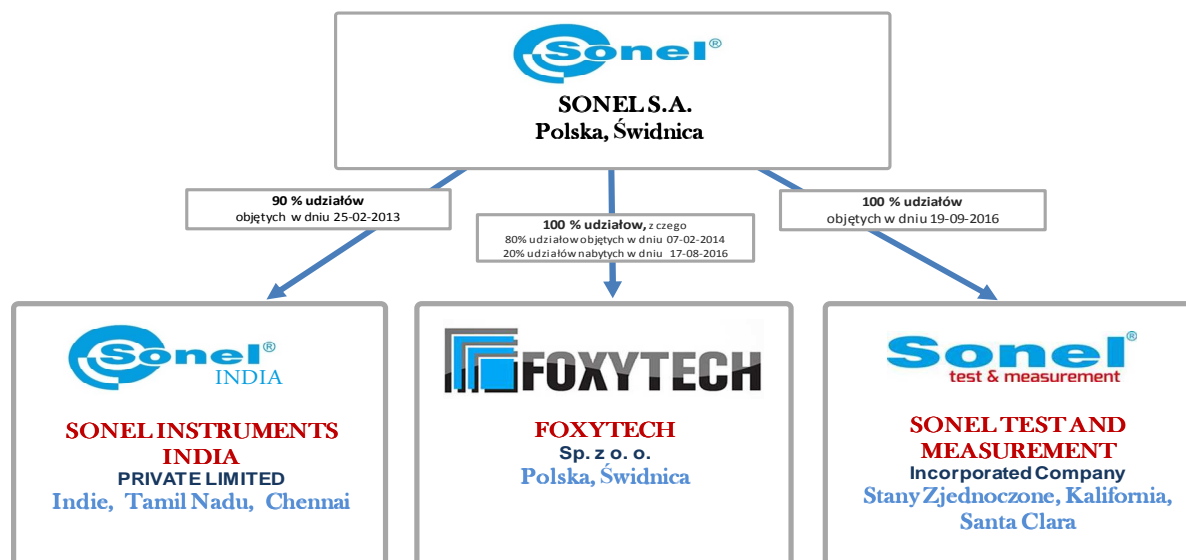 Sonel®
SONEL S.A.
Polska, Świdnica
90 % udziałów
objętych w dniu 25-02-2013
100 % udziałow, z czego
80% udziałow objętych w dniu 07-02-2014
20% udziałów nabytych w dniu 17-08-2016
100 % udziałów
objętych w dniu 19-09-2016
Sonel®
INDIA
SONEL INSTRUMENTS
INDIA
PRIVATE LIMITED
Indie, Tamil Nadu, Chennai
FOXYTECH
FOXYTECH
Sp. z o. o.
Polska, Świdnica
Sonel®
test & measurement
SONEL TEST AND
MEASUREMENT
Incorporated Company
Stany Zjednoczone, Kalifornia,
Santa Clara